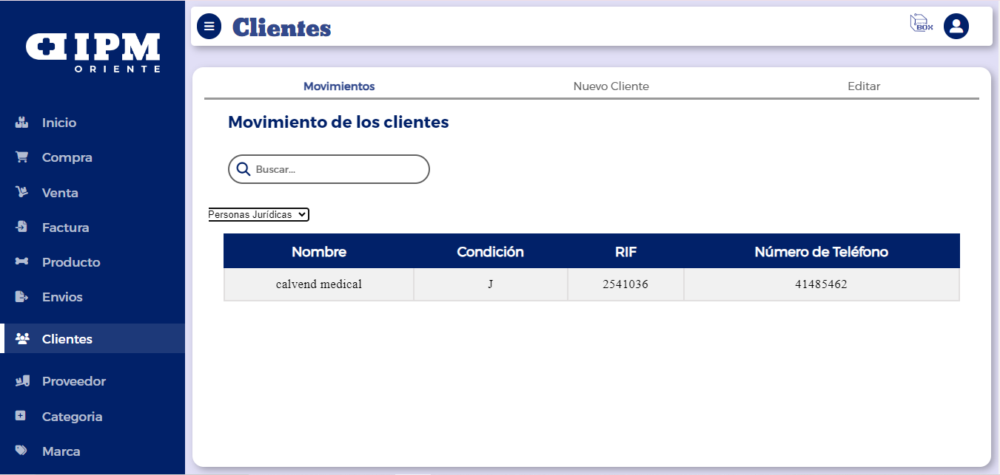 IPM
ORIENTE
Inicio
Compra
Venta
Factura
Producto
Envios
Clientes
Proveedor
Categoria
Marca
Clientes
BOX
Movimientos Nuevo Cliente Editar
Movimiento de los clientes
Buscar...
Personas Jurídicas
Nombre Condición RIF Número de Teléfono
calvend medical J 2541036 41485462